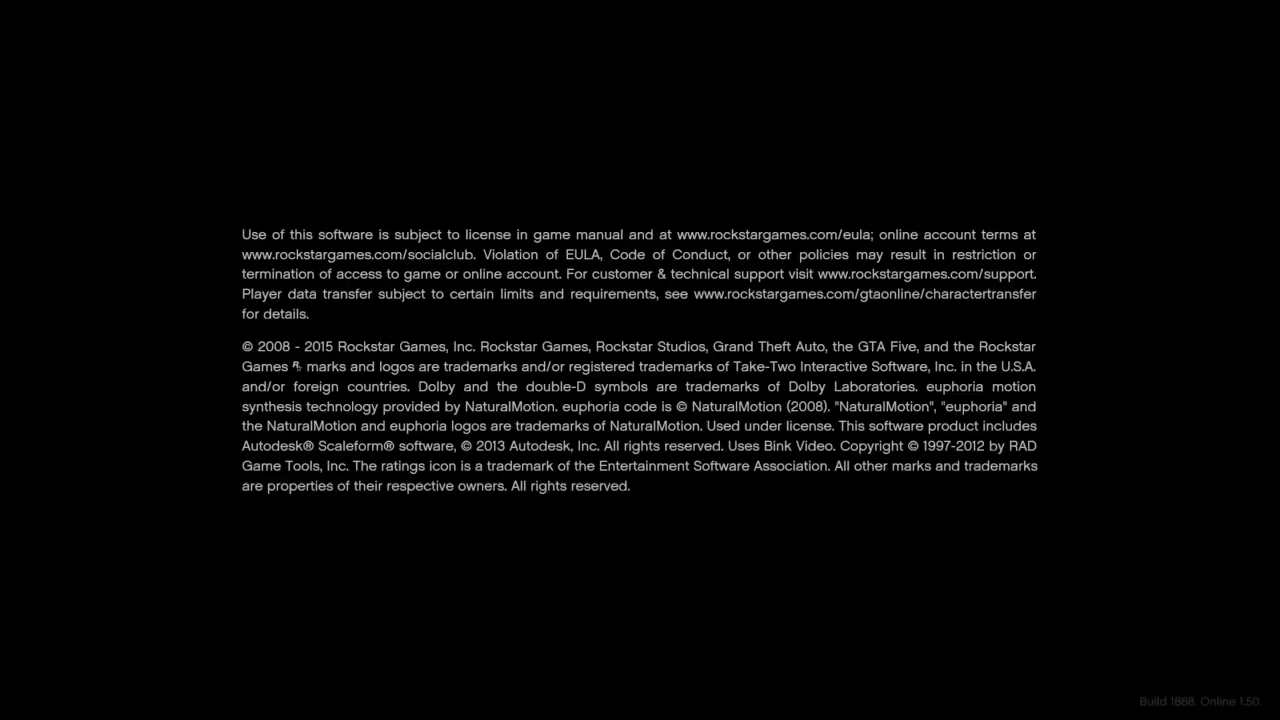 Use of this software is subject to license in game manual and at www.rockstargames.com/eula; online account terms at
www.rockstargames.com/socialclub. Violation of EULA, Code of Conduct, or other policies may result in restriction or
termination of access to game or online account. For customer & technical support visit www.rockstargames.com/support.
Player data transfer subject to certain limits and requirements, see www.rockstargames.com/gtaonline/charactertransfer
for details.
© 2008 - 2015 Rockstar Games, Inc. Rockstar Games, Rockstar Studios, Grand Theft Auto, the GTA Five, and the Rockstar
Games R* marks and logos are trademarks and/or registered trademarks of Take-Two Interactive Software, Inc. in the U.S.A.
and/or foreign countries. Dolby and the double-D symbols are trademarks of Dolby Laboratories. euphoria motion
synthesis technology provided by NaturalMotion. euphoria code is © NaturalMotion (2008). "NaturalMotion", "euphoria" and
the NaturalMotion and euphoria logos are trademarks of NaturalMotion. Used under license. This software product includes
Autodesk® Scaleform® software, © 2013 Autodesk, Inc. All rights reserved. Uses Bink Video. Copyright © 1997-2012 by RAD
Game Tools, Inc. The ratings icon is a trademark of the Entertainment Software Association. All other marks and trademarks
are properties of their respective owners. All rights reserved.
Build 1868. Online 1.50.